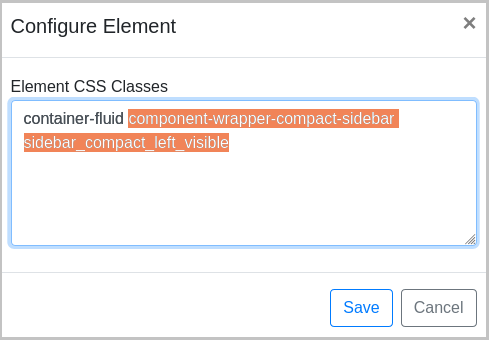 Configure Element ×
Element CSS Classes
container-fluid component-wrapper-compact-sidebar
sidebar_compact_left_visible
Save Cancel